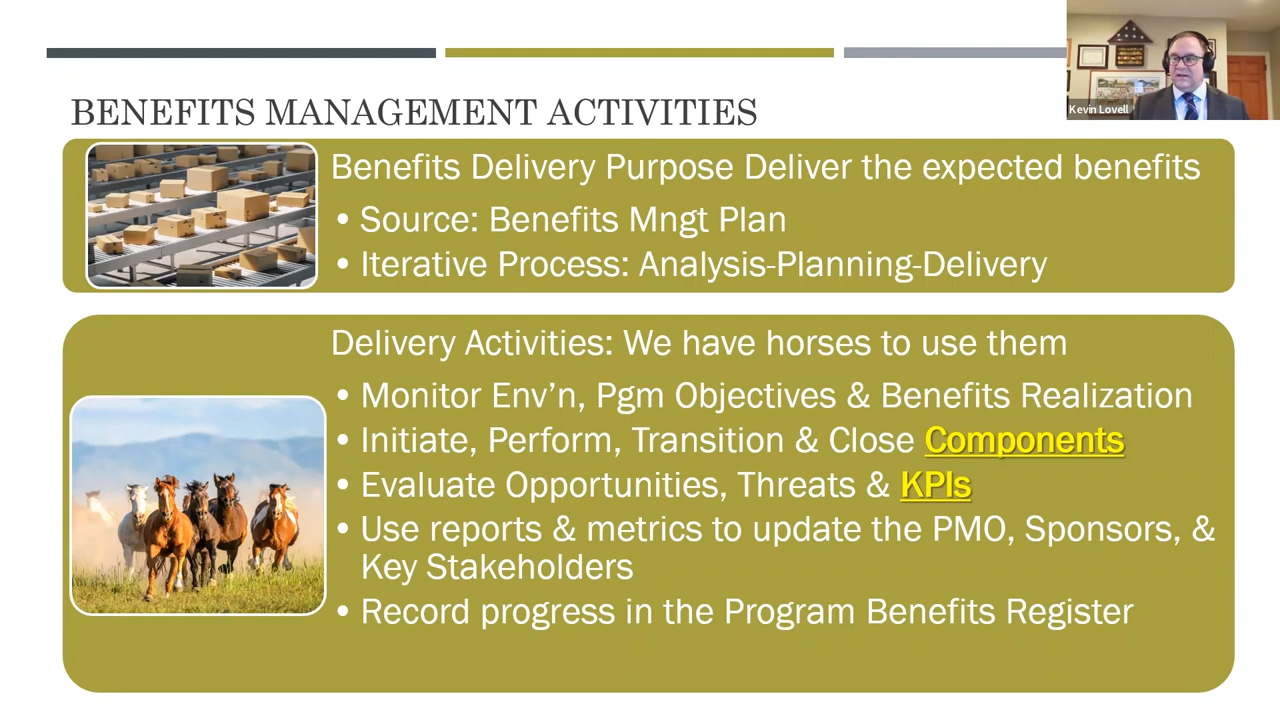 Kevin Lovell
BENEFITS MANAGEMENT ACTIVITIES
Benefits Delivery Purpose Deliver the expected benefits
• Source: Benefits Mngt Plan
• Iterative Process: Analysis-Planning-Delivery
Delivery Activities: We have horses to use them
• Monitor Env’n, Pgm Objectives & Benefits Realization
• Initiate, Perform, Transition & Close Components
• Evaluate Opportunities, Threats & KPIs
• Use reports & metrics to update the PMO, Sponsors, &
Key Stakeholders
• Record progress in the Program Benefits Register